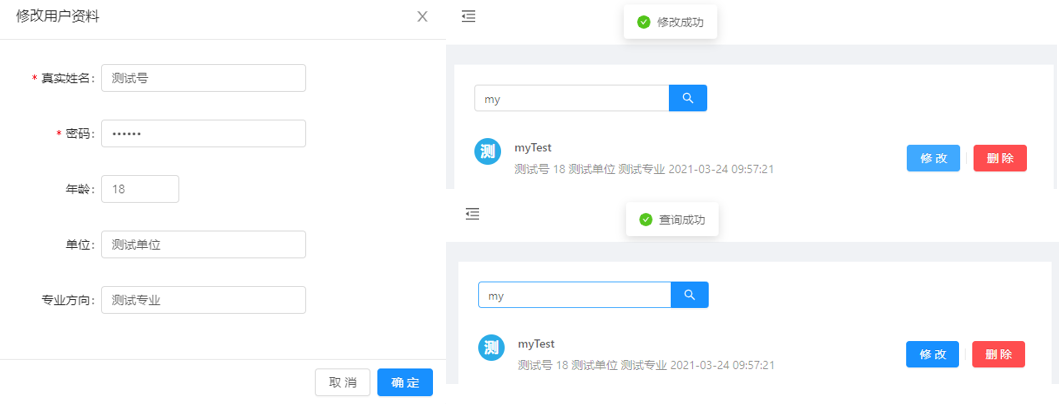 修改用户资料
* 真实姓名: 测试号
* 密码: ••••••
年龄: 18
单位: 测试单位
专业方向: 测试专业
取 消 确 定
修改成功
my
测 myTest
测试号 18 测试单位 测试专业 2021-03-24 09:57:21
修 改 删 除
查询成功
my
测 myTest
测试号 18 测试单位 测试专业 2021-03-24 09:57:21
修 改 删 除